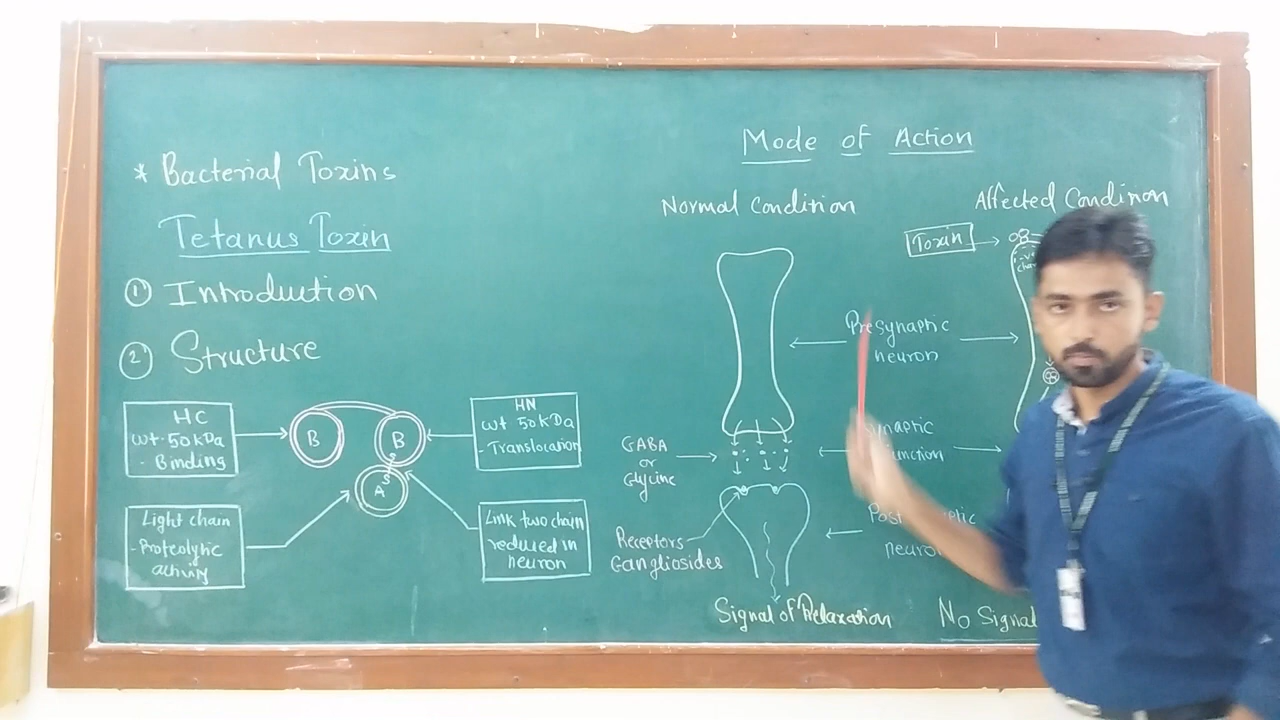 * Bacterial Toxins
Tetanus Toxin
① Introduction
② Structure
HC
wt. 50kDa
- Binding
B
B
HN
wt 50kDa
- Translocation
S
S
A
Light chain
- Proteolytic
activity
Link two chain
reduced in
neuron
Mode of Action
Normal Condition
Affected Condition
Toxin
Presynaptic
neuron
GABA
or
Glycine
Receptors
Gangliosides
Signal of Relaxation
No Signal